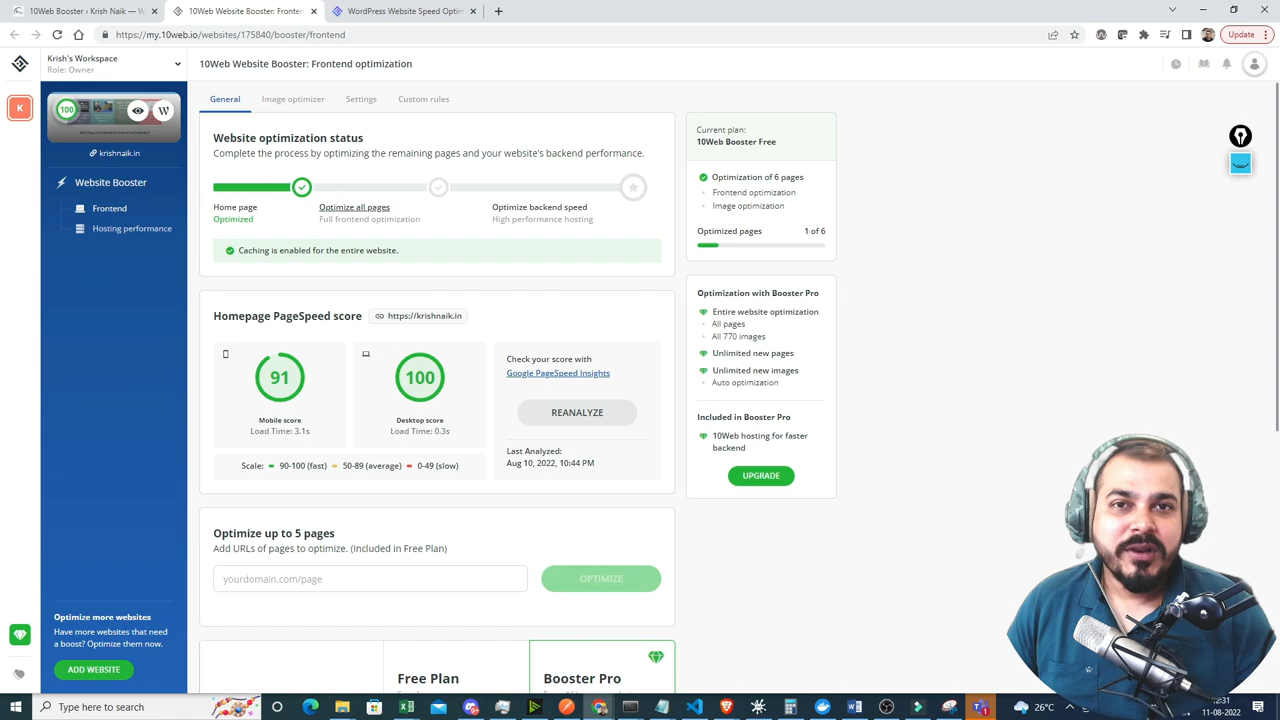 10Web Booster ‹ Krish Naik — W
10Web Website Booster: Fronten
WordPress Website Speed Optim
https://my.10web.io/websites/175840/booster/frontend
Update
Krish's Workspace
Role: Owner
10Web Website Booster: Frontend optimization
K
100
W
krishnaik.in
Website Booster
Frontend
Hosting performance
General
Image optimizer
Settings
Custom rules
Website optimization status
Complete the process by optimizing the remaining pages and your website's backend performance.
Home page
Optimized
Optimize all pages
Full frontend optimization
Optimize backend speed
High performance hosting
Caching is enabled for the entire website.
Current plan:
10Web Booster Free
Optimization of 6 pages
Frontend optimization
Image optimization
Optimized pages
1 of 6
Homepage PageSpeed score
https://krishnaik.in
91
Mobile score
Load Time: 3.1s
100
Desktop score
Load Time: 0.3s
Scale:
90-100 (fast)
50-89 (average)
0-49 (slow)
Check your score with
Google PageSpeed Insights
REANALYZE
Last Analyzed:
Aug 10, 2022, 10:44 PM
Optimization with Booster Pro
Entire website optimization
All pages
All 770 images
Unlimited new pages
Unlimited new images
Auto optimization
Included in Booster Pro
10Web hosting for faster
backend
UPGRADE
Optimize up to 5 pages
Add URLs of pages to optimize. (Included in Free Plan)
yourdomain.com/page
OPTIMIZE
Free Plan
Booster Pro
Optimize more websites
Have more websites that need
a boost? Optimize them now.
ADD WEBSITE
Type here to search
26°C
11-08-2022